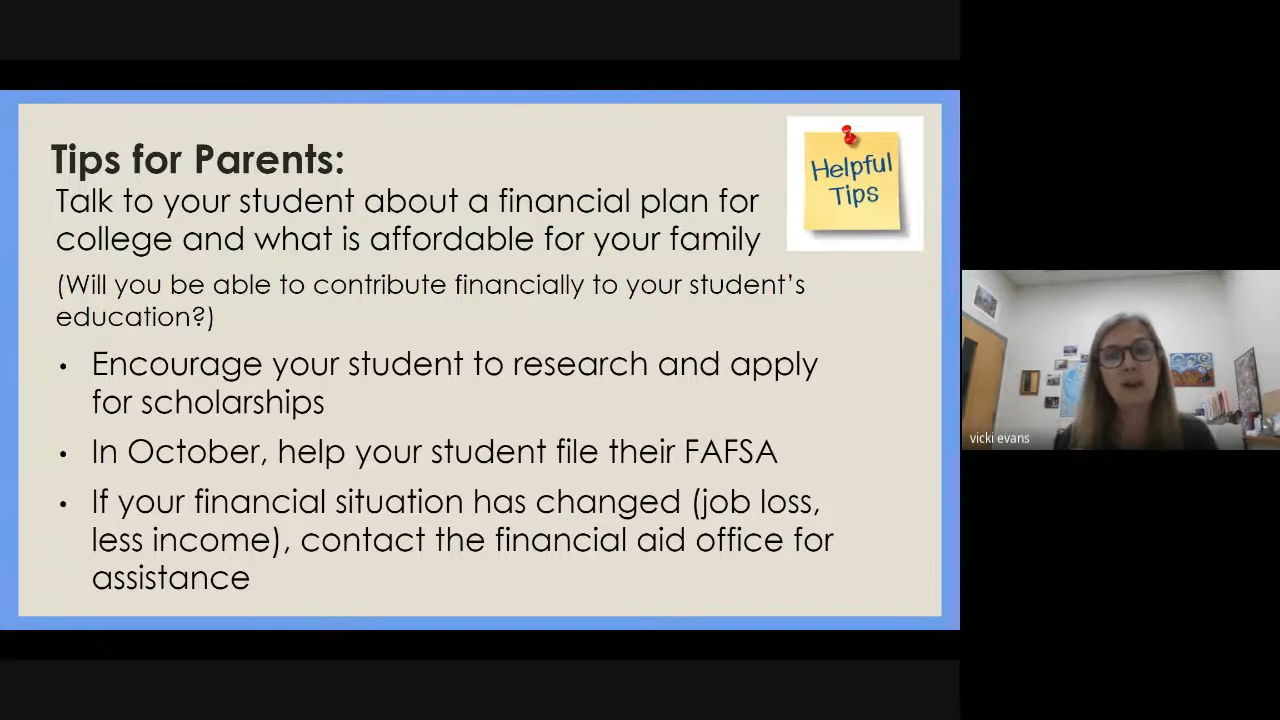 Tips for Parents:
Talk to your student about a financial plan for
college and what is affordable for your family
(Will you be able to contribute financially to your student's
education?)
• Encourage your student to research and apply
for scholarships
• In October, help your student file their FAFSA
• If your financial situation has changed (job loss,
less income), contact the financial aid office for
assistance
Helpful
Tips
vicki evans